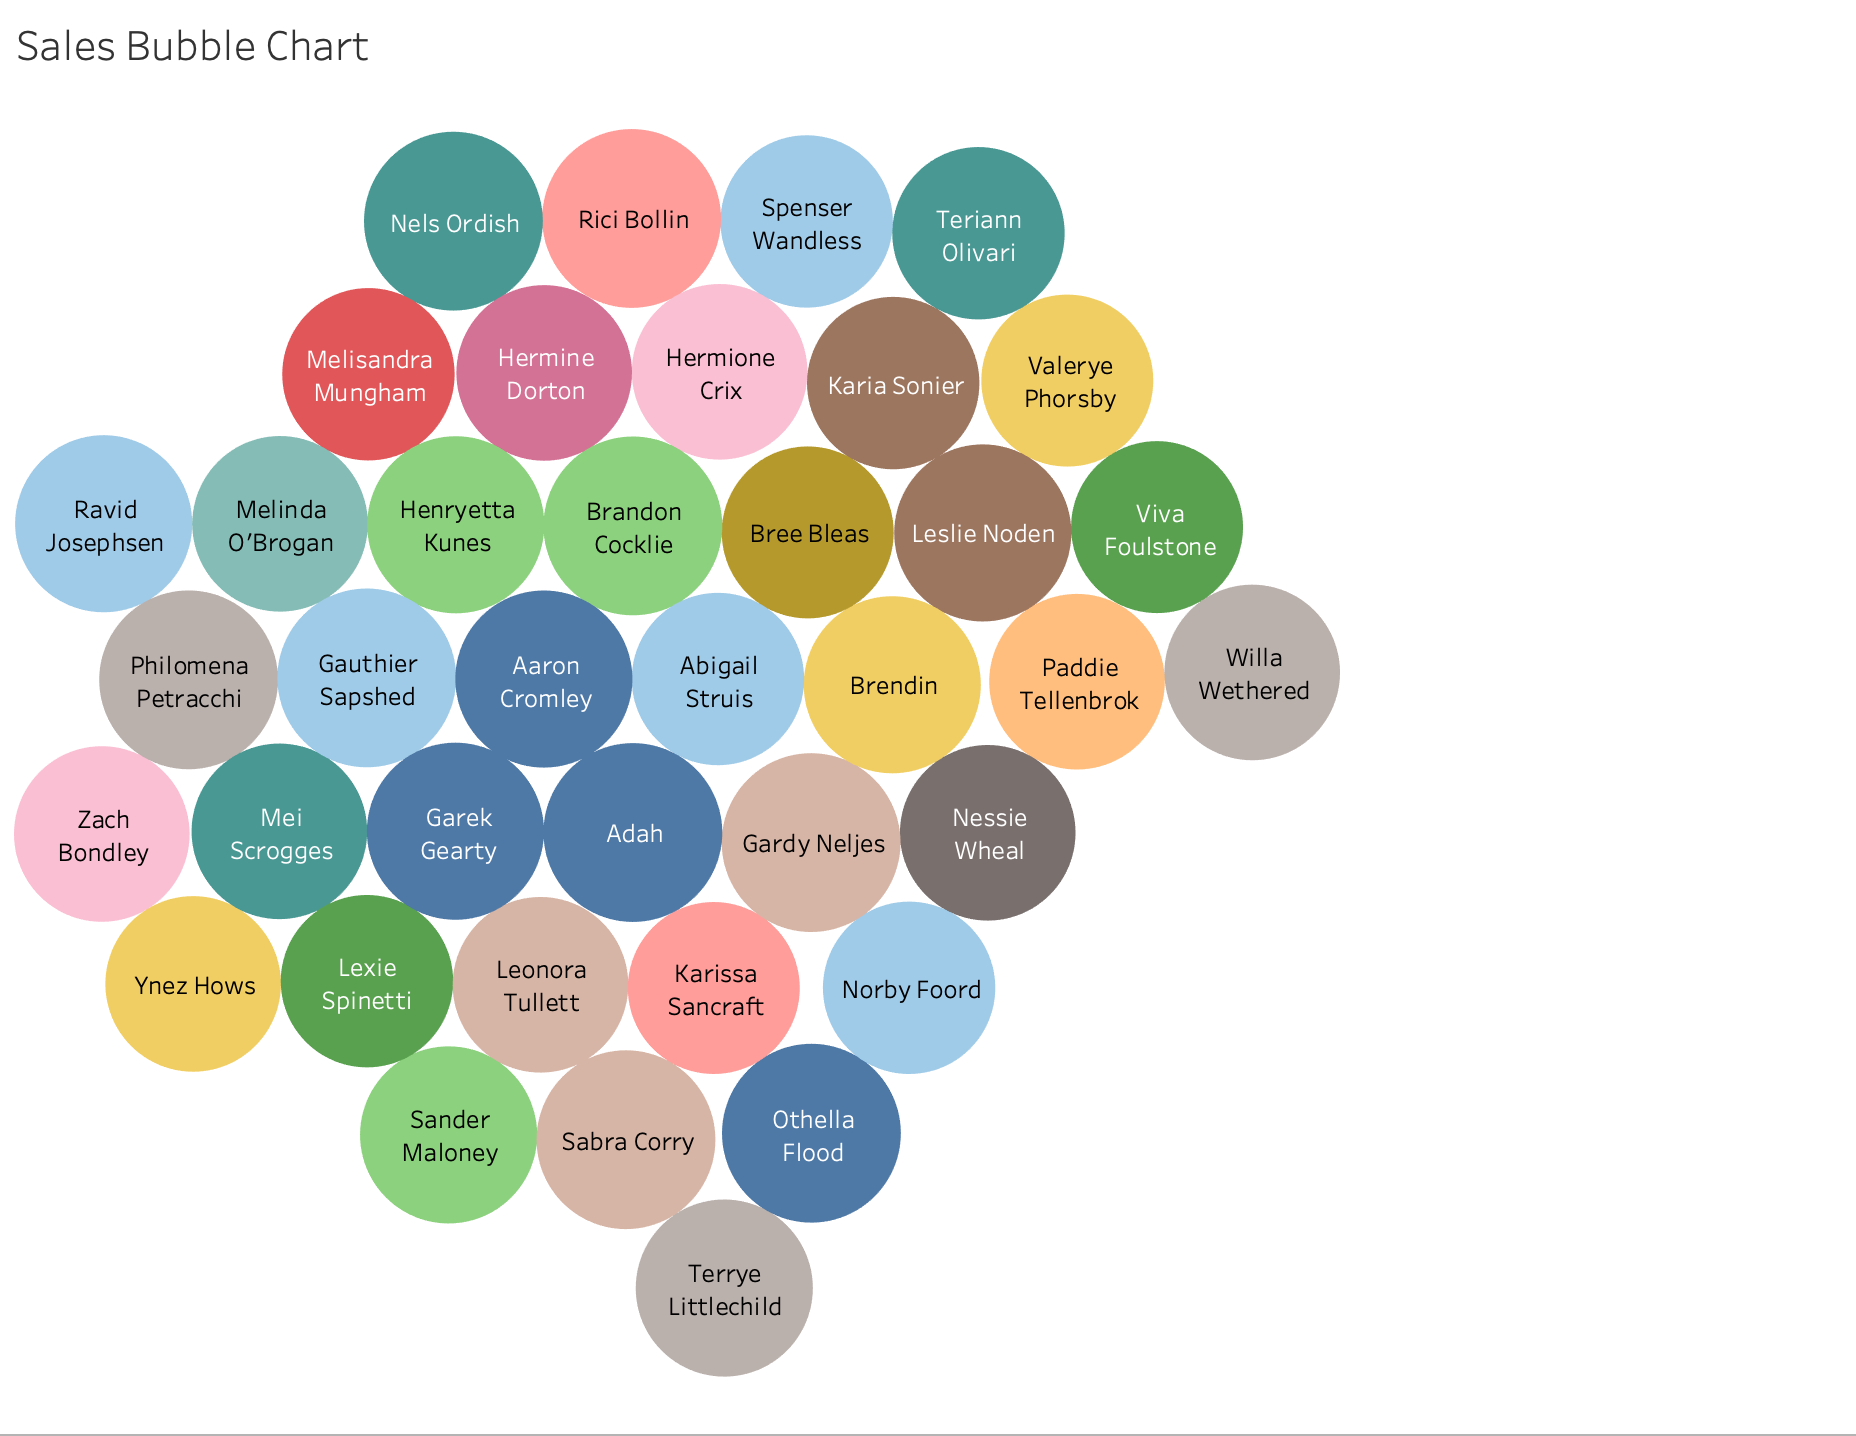 Sales Bubble Chart
Nels Ordish
Rici Bollin
Spenser
Wandless
Teriann
Olivari
Melisandra
Mungham
Hermine
Dorton
Hermione
Crix
Karia Sonier
Valerye
Phorsby
Ravid
Josephsen
Melinda
O’Brogan
Henryetta
Kunes
Brandon
Cocklie
Bree Bleas
Leslie Noden
Viva
Foulstone
Philomena
Petracchi
Gauthier
Sapshed
Aaron
Cromley
Abigail
Struis
Brendin
Paddie
Tellenbrok
Willa
Wethered
Zach
Bondley
Mei
Scrogges
Garek
Gearty
Adah
Gardy Neljes
Nessie
Wheal
Ynez Hows
Lexie
Spinetti
Leonora
Tullett
Karissa
Sancraft
Norby Foord
Sander
Maloney
Sabra Corry
Othella
Flood
Terrye
Littlechild